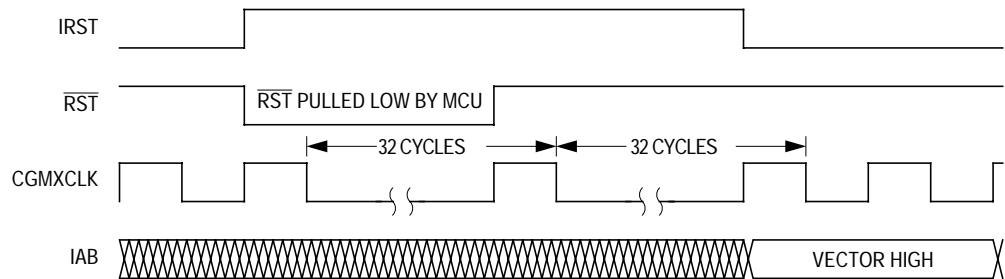 IRST
RST
RST PULLED LOW BY MCU
32 CYCLES
32 CYCLES
CGMXCLK
IAB
VECTOR HIGH